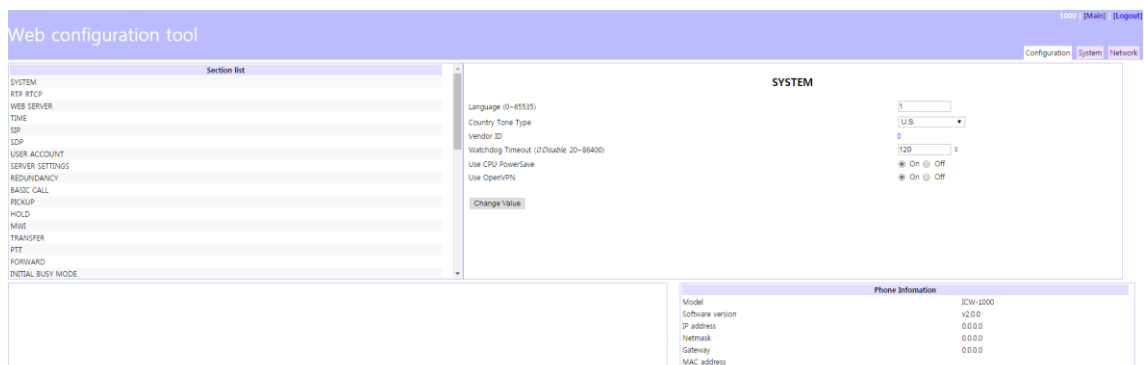 1000 | [Main] | [Logout]
Web configuration tool
Configuration System Network
Section list
SYSTEM
RTP RTCP
WEB SERVER
TIME
SIP
SDP
USER ACCOUNT
SERVER SETTINGS
REDUNDANCY
BASIC CALL
PICKUP
HOLD
MWI
TRANSFER
PTT
FORWARD
INITIAL BUSY MODE
SYSTEM
Language (0~65535) 1
Country Tone Type U.S.
Vendor ID 0
Watchdog Timeout (0:Disable, 20~86400) 120 s
Use CPU PowerSave On Off
Use OpenVPN On Off
Change Value
Phone Infomation
Model ICW-1000
Software version v2.0.0
IP address 0.0.0.0
Netmask 0.0.0.0
Gateway 0.0.0.0
MAC address